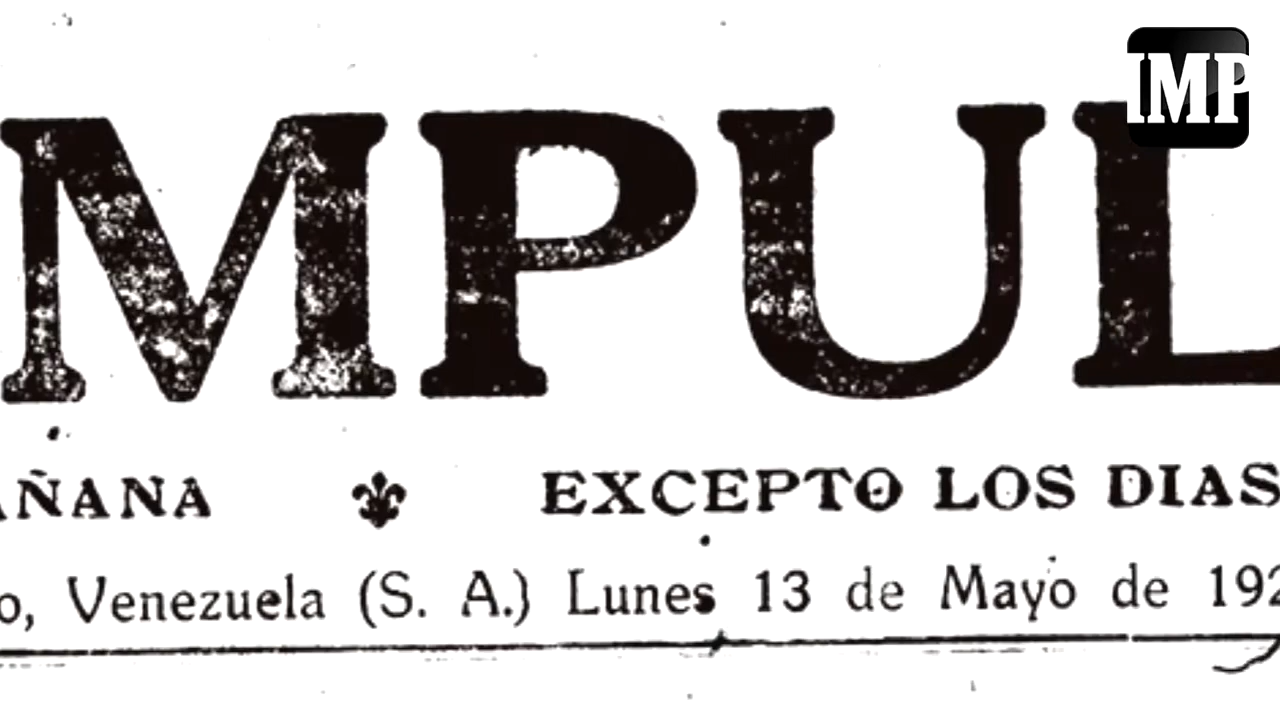 IMP
MPUL
AÑANA EXCEPTO LOS DIAS
o, Venezuela (S. A.) Lunes 13 de Mayo de 192